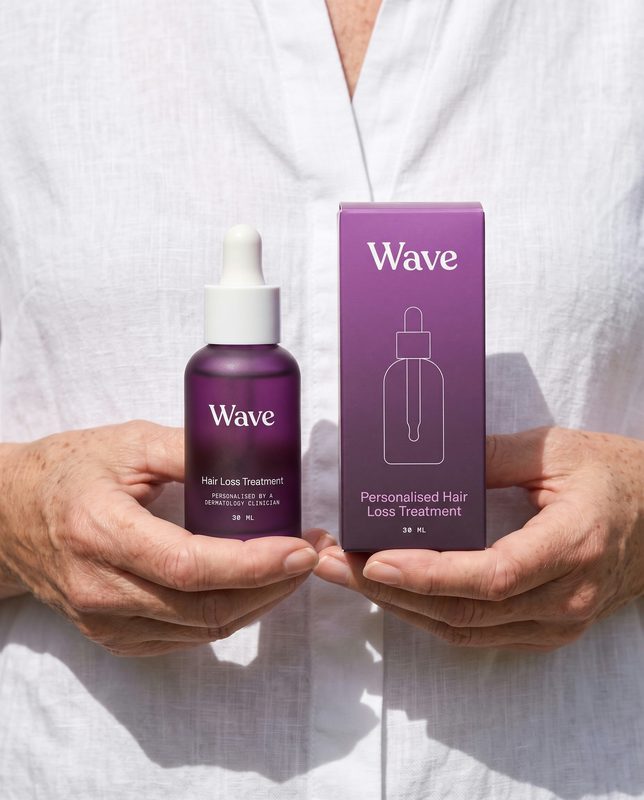 Wave
Hair Loss Treatment
PERSONALISED BY A
DERMATOLOGY CLINICIAN
30 ML
Wave
Personalised Hair
Loss Treatment
30 ML